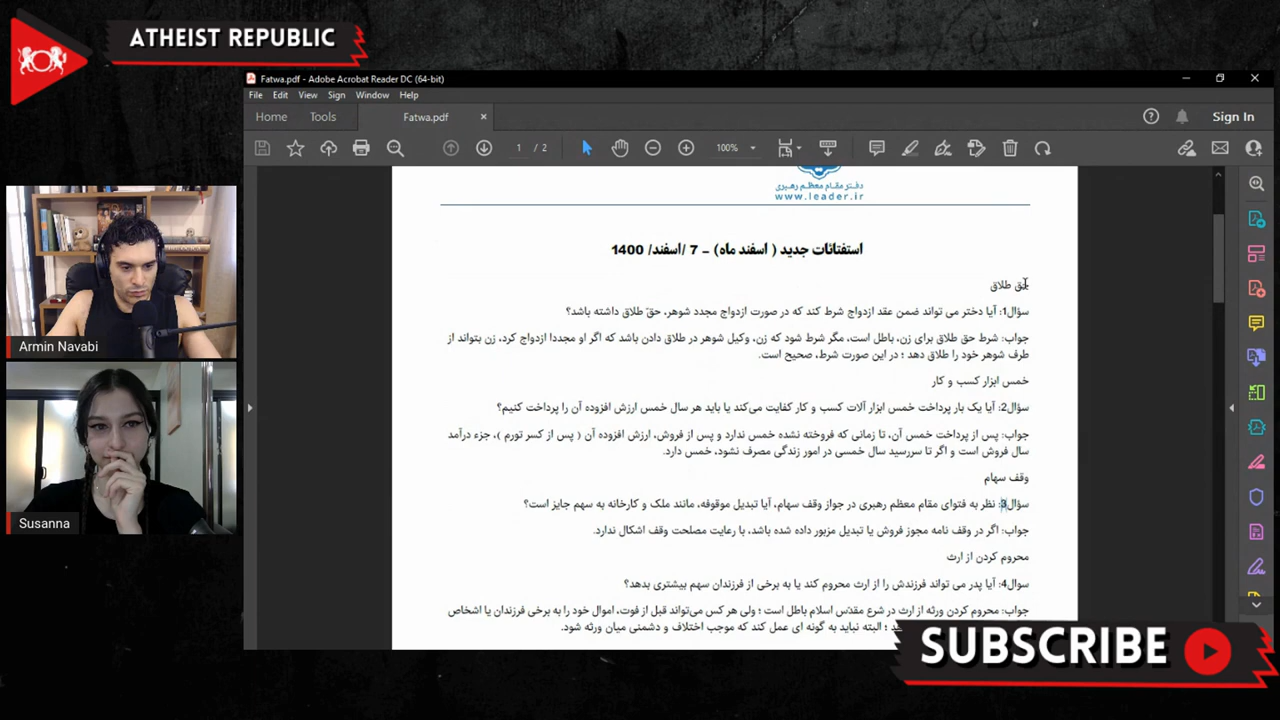 ATHEIST REPUBLIC
Fatwa.pdf - Adobe Acrobat Reader DC (64-bit)
File Edit View Sign Window Help
Home Tools Fatwa.pdf × Sign In
1 / 2 100%
دفتر مقام معظم رهبری
www.leader.ir
استفتائات جدید ( اسفند ماه) – 7 /اسفند/ 1400
حق طلاق
سؤال1: آیا دختر می تواند ضمن عقد ازدواج شرط کند که در صورت ازدواج مجدد شوهر، حقّ طلاق داشته باشد؟
جواب: شرط حق طلاق برای زن، باطل است، مگر شرط شود که زن، وکیل شوهر در طلاق دادن باشد که اگر او مجددا ازدواج کرد، زن بتواند از
طرف شوهر خود را طلاق دهد ؛ در این صورت شرط، صحیح است.
خمس ابزار کسب و کار
سؤال2: آیا یک بار پرداخت خمس ابزار آلات کسب و کار کفایت می‌کند یا باید هر سال خمس ارزش افزوده آن را پرداخت کنیم؟
جواب: پس از پرداخت خمس آن، تا زمانی که فروخته نشده خمس ندارد و پس از فروش، ارزش افزوده آن ( پس از کسر تورم )، جزء درآمد
سال فروش است و اگر تا سررسید سال خمسی در امور زندگی مصرف نشود، خمس دارد.
وقف سهام
سؤال3: نظر به فتوای مقام معظم رهبری در جواز وقف سهام، آیا تبدیل موقوفه، مانند ملک و کارخانه به سهم جایز است؟
جواب: اگر در وقف نامه مجوز فروش یا تبدیل مزبور داده شده باشد، با رعایت مصلحت وقف اشکال ندارد.
محروم کردن از ارث
سوال4: آیا پدر می تواند فرزندش را از ارث محروم کند یا به برخی از فرزندان سهم بیشتری بدهد؟
جواب: محروم کردن ورثه از ارث در شرع مقدّس اسلام باطل است ؛ ولی هر کس می‌تواند قبل از فوت، اموال خود را به برخی فرزندان یا اشخاص
؛ البته نباید به گونه ای عمل کند که موجب اختلاف و دشمنی میان ورثه شود.
Armin Navabi
Susanna
SUBSCRIBE